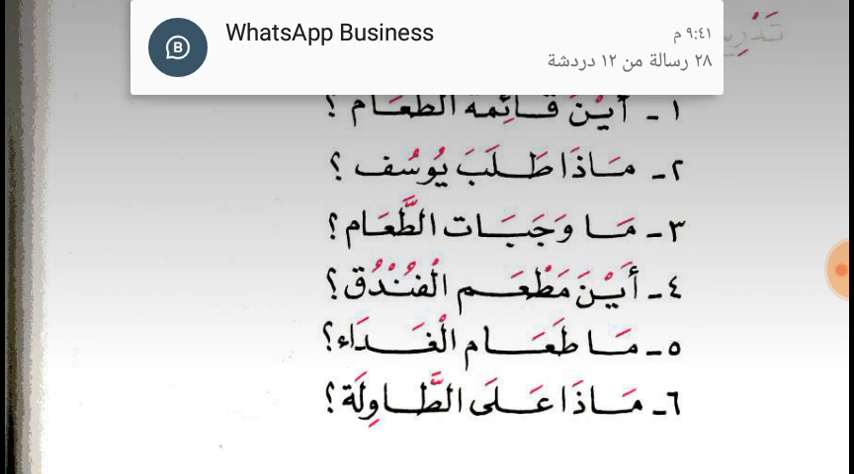 WhatsApp Business
٩:٤١ م
٢٨ رسالة من ١٢ دردشة
١ - أَيْنَ قَائِمَة الطَّعَام ؟
٢ - مَاذَا طَلَبَ يُوسُف ؟
٣ - مَا وَجَبَات الطَّعَام ؟
٤ - أَيْنَ مَطْعَم الْفُنْدُق ؟
٥ - مَا طَعَام الْغَدَاء؟
٦ - مَاذَا عَلَى الطَّاوِلَة ؟